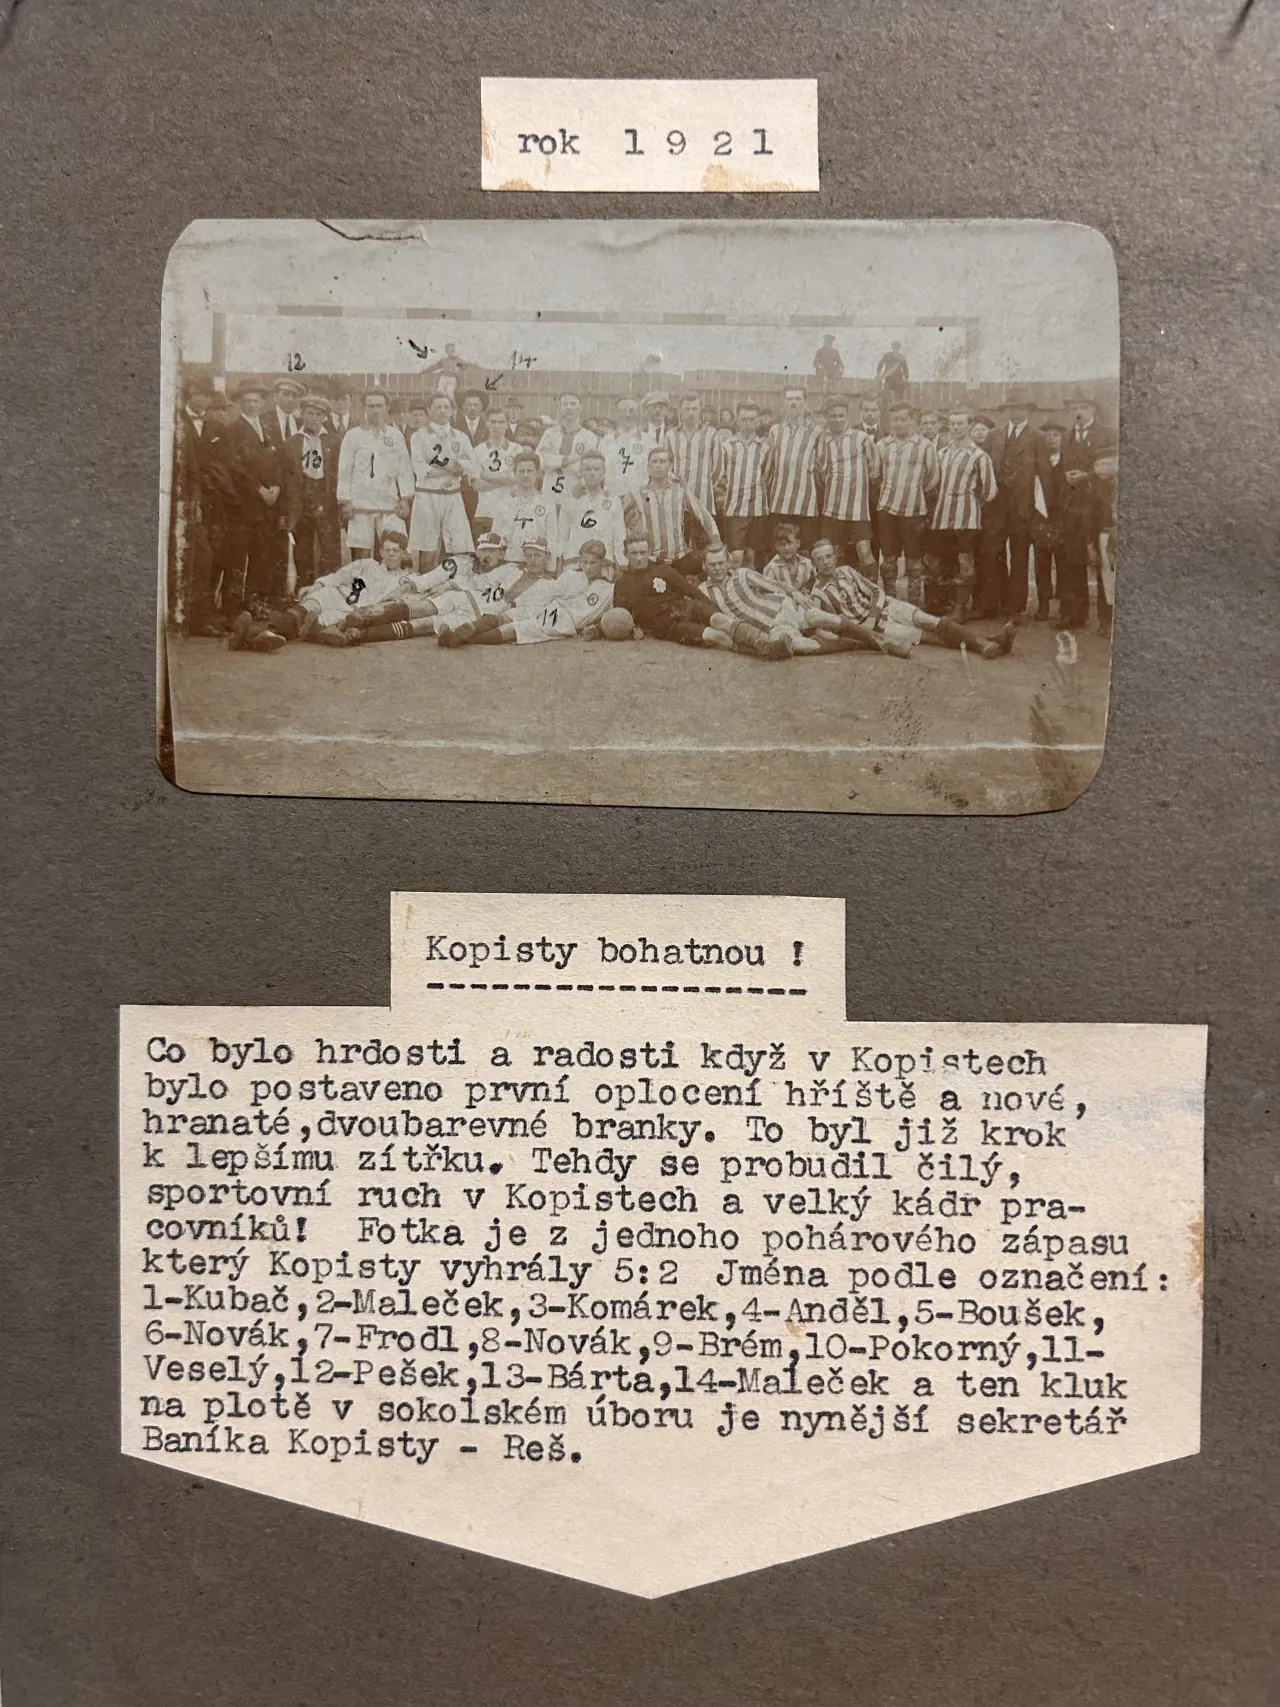 rok 1 9 2 1
12
14
13
1
2
3
7
5
4
6
9
8
10
11
Kopisty bohatnou !
------------------
Co bylo hrdosti a radosti když v Kopistech
bylo postaveno první oplocení hříště a nové,
hranaté,dvoubarevné branky. To byl již krok
k lepšímu zítřku. Tehdy se probudil čilý,
sportovní ruch v Kopistech a velký kádr pra-
covníků!  Fotka je z jednoho pohárového zápasu
který Kopisty vyhrály 5:2  Jména podle označení:
1-Kubač,2-Maleček,3-Komárek,4-Anděl,5-Boušek,
6-Novák,7-Frodl,8-Novák,9-Brém,10-Pokorný,11-
Veselý,12-Pešek,13-Bárta,14-Maleček a ten kluk
na plotě v sokolském úboru je nynější sekretář
Baníka Kopisty - Reš.